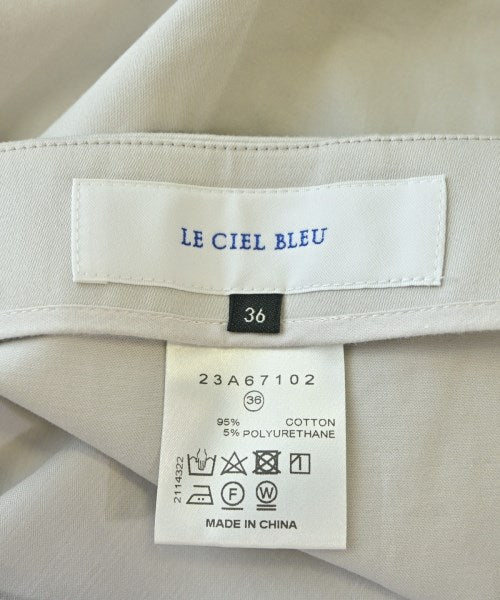 LE CIEL BLEU
36
23A67102
36
95% COTTON
5% POLYURETHANE
2114322
F W
MADE IN CHINA